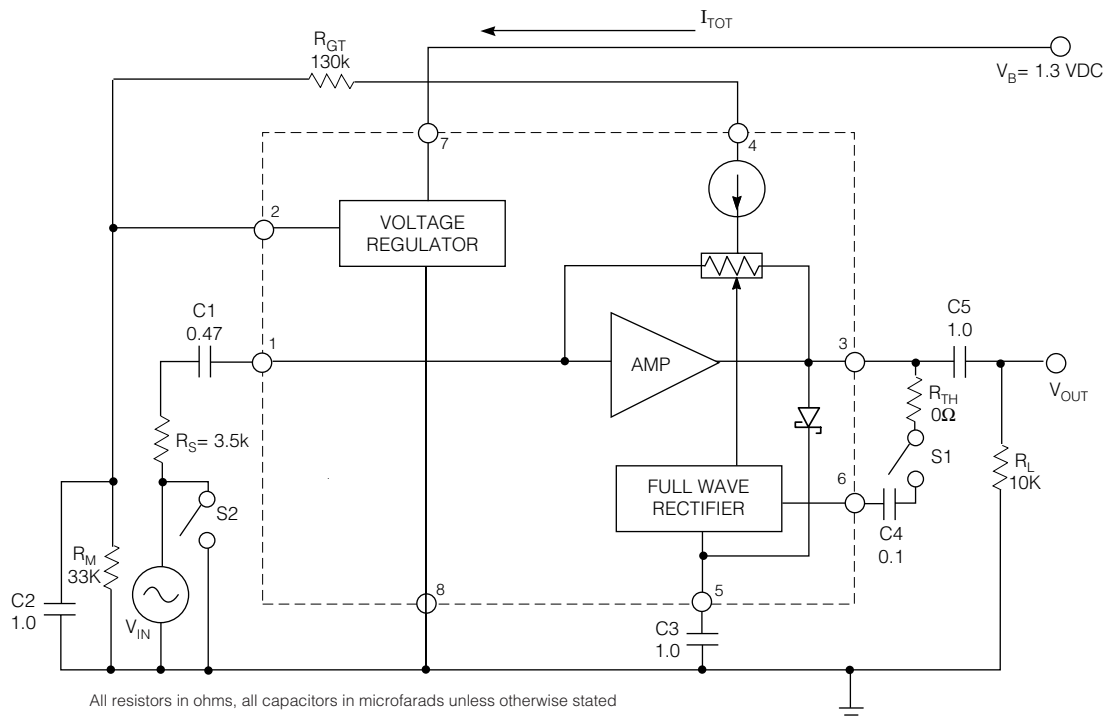 I_TOT
R_GT
130k
V_B= 1.3 VDC
7
4
2
VOLTAGE
REGULATOR
C1
0.47
1
AMP
3
C5
1.0
V_OUT
R_TH
0Ω
R_S= 3.5k
S1
R_L
10K
FULL WAVE
RECTIFIER
6
C4
0.1
S2
R_M
33K
C2
1.0
V_IN
8
5
C3
1.0
All resistors in ohms, all capacitors in microfarads unless otherwise stated